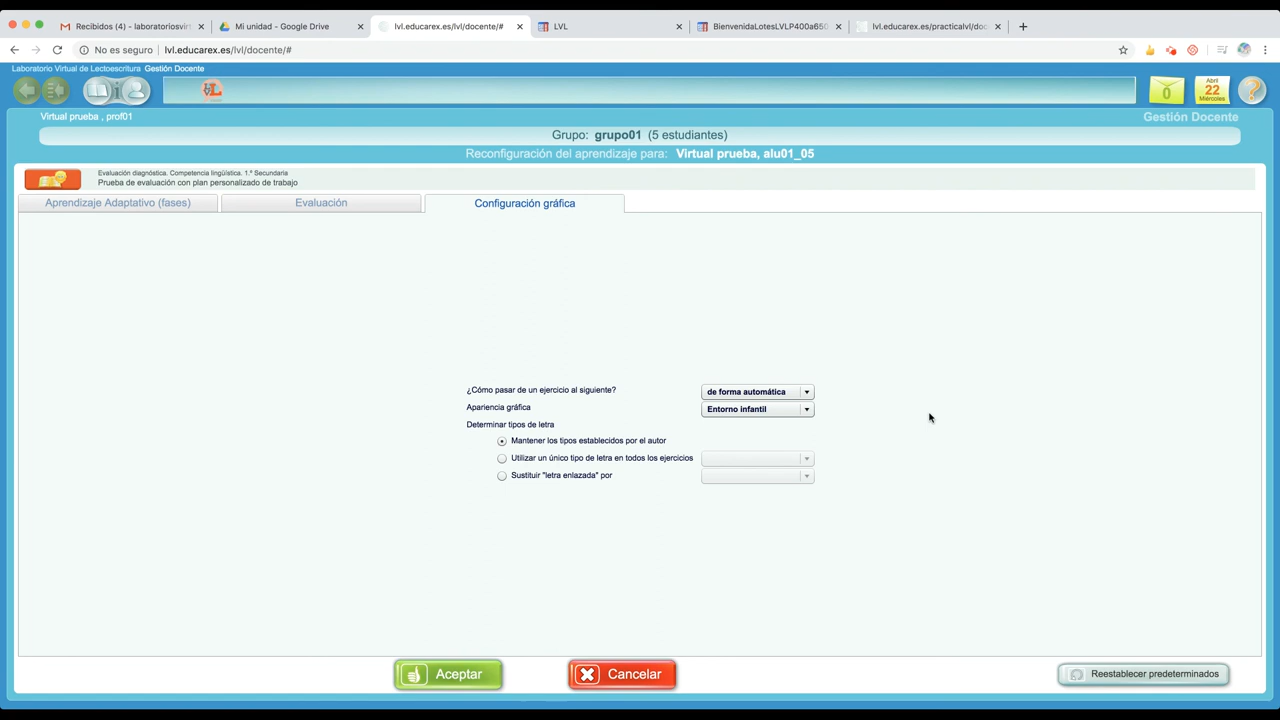 Recibidos (4) - laboratoriosvir
Mi unidad - Google Drive
lvl.educarex.es/lvl/docente/#
LVL
BienvenidaLotesLVLP400a650
lvl.educarex.es/practicalvl/doc
No es seguro
lvl.educarex.es/lvl/docente/#
Laboratorio Virtual de Lectoescritura Gestión Docente
0
Abril
22
Miércoles
?
Virtual prueba , prof01
Gestión Docente
Grupo: grupo01 (5 estudiantes)
Reconfiguración del aprendizaje para: Virtual prueba, alu01_05
Evaluación diagnóstica. Competencia lingüística. 1.º Secundaria
Prueba de evaluación con plan personalizado de trabajo
Aprendizaje Adaptativo (fases)
Evaluación
Configuración gráfica
¿Cómo pasar de un ejercicio al siguiente?
de forma automática
Apariencia gráfica
Entorno infantil
Determinar tipos de letra
Mantener los tipos establecidos por el autor
Utilizar un único tipo de letra en todos los ejercicios
Sustituir "letra enlazada" por
Aceptar
Cancelar
Reestablecer predeterminados